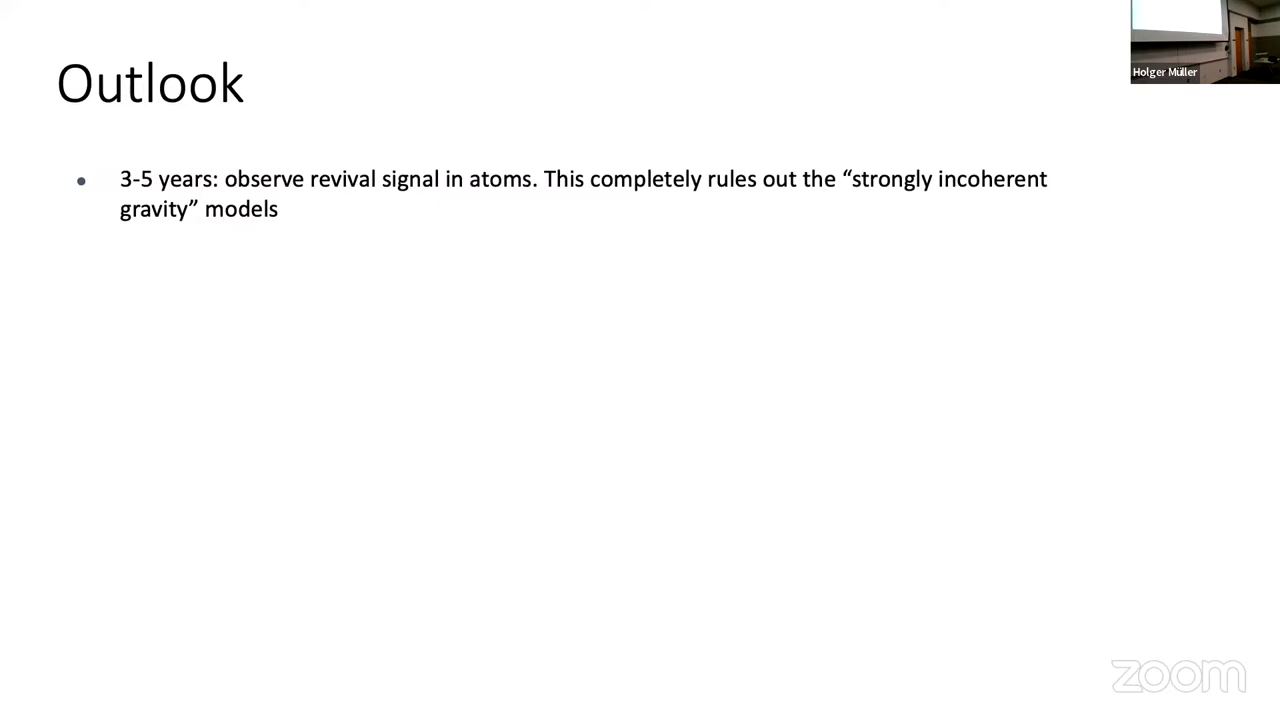 Outlook
Holger Müller
• 3-5 years: observe revival signal in atoms. This completely rules out the “strongly incoherent
gravity” models
zoom